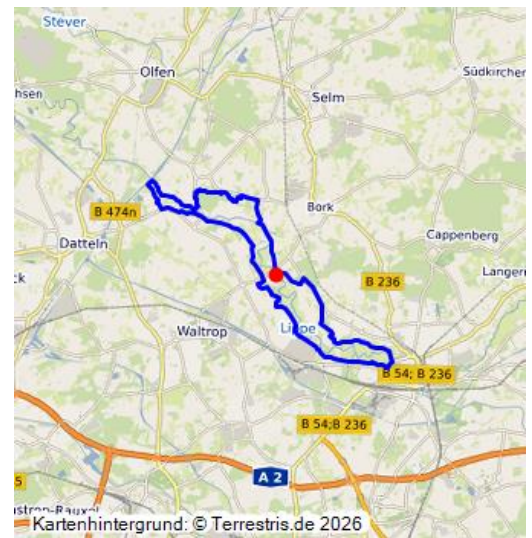 Stever
Olfen
Südkirchen
hsen
Selm
B 474n
Bork
Datteln
Cappenberg
ck
B 236
Langern
Waltrop
Lippe
B 54; B 236
B 54;B 236
A 2
5
strop-Rauxel
Kartenhintergrund: © Terrestris.de 2026